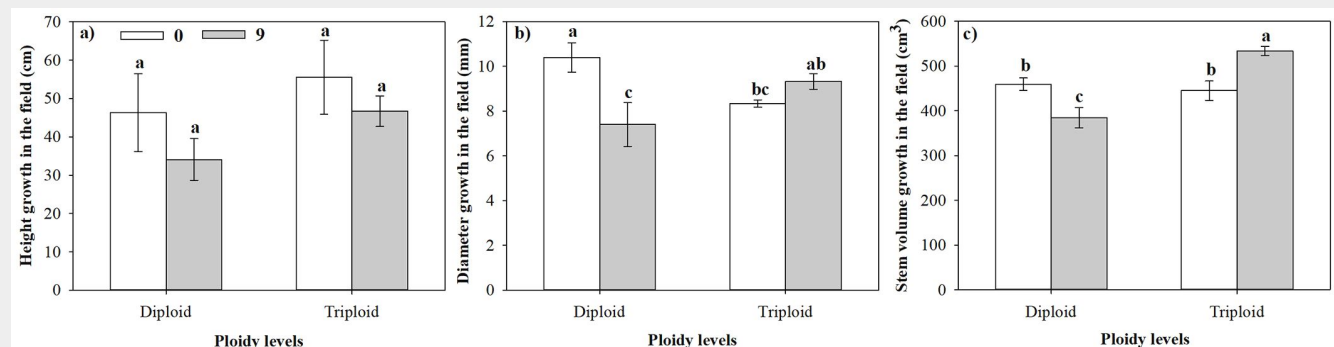 a)
0
9
70
60
50
40
30
20
10
0
Height growth in the field (cm)
a
a
a
a
Diploid
Triploid
Ploidy levels
b)
12
10
8
6
4
2
0
Diameter growth in the field (mm)
a
c
bc
ab
Diploid
Triploid
Ploidy levels
c)
600
500
400
300
200
100
0
Stem volume growth in the field (cm³)
b
c
b
a
Diploid
Triploid
Ploidy levels